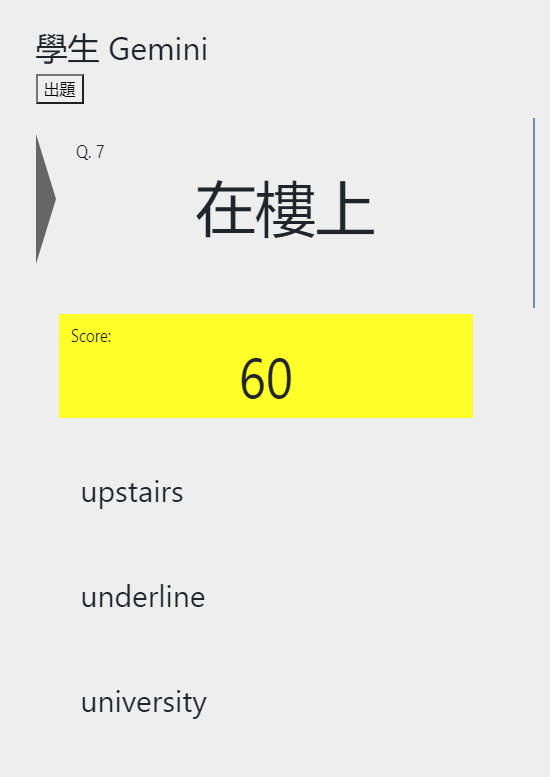 學生 Gemini
出題
Q. 7
在樓上
Score:
60
upstairs
underline
university